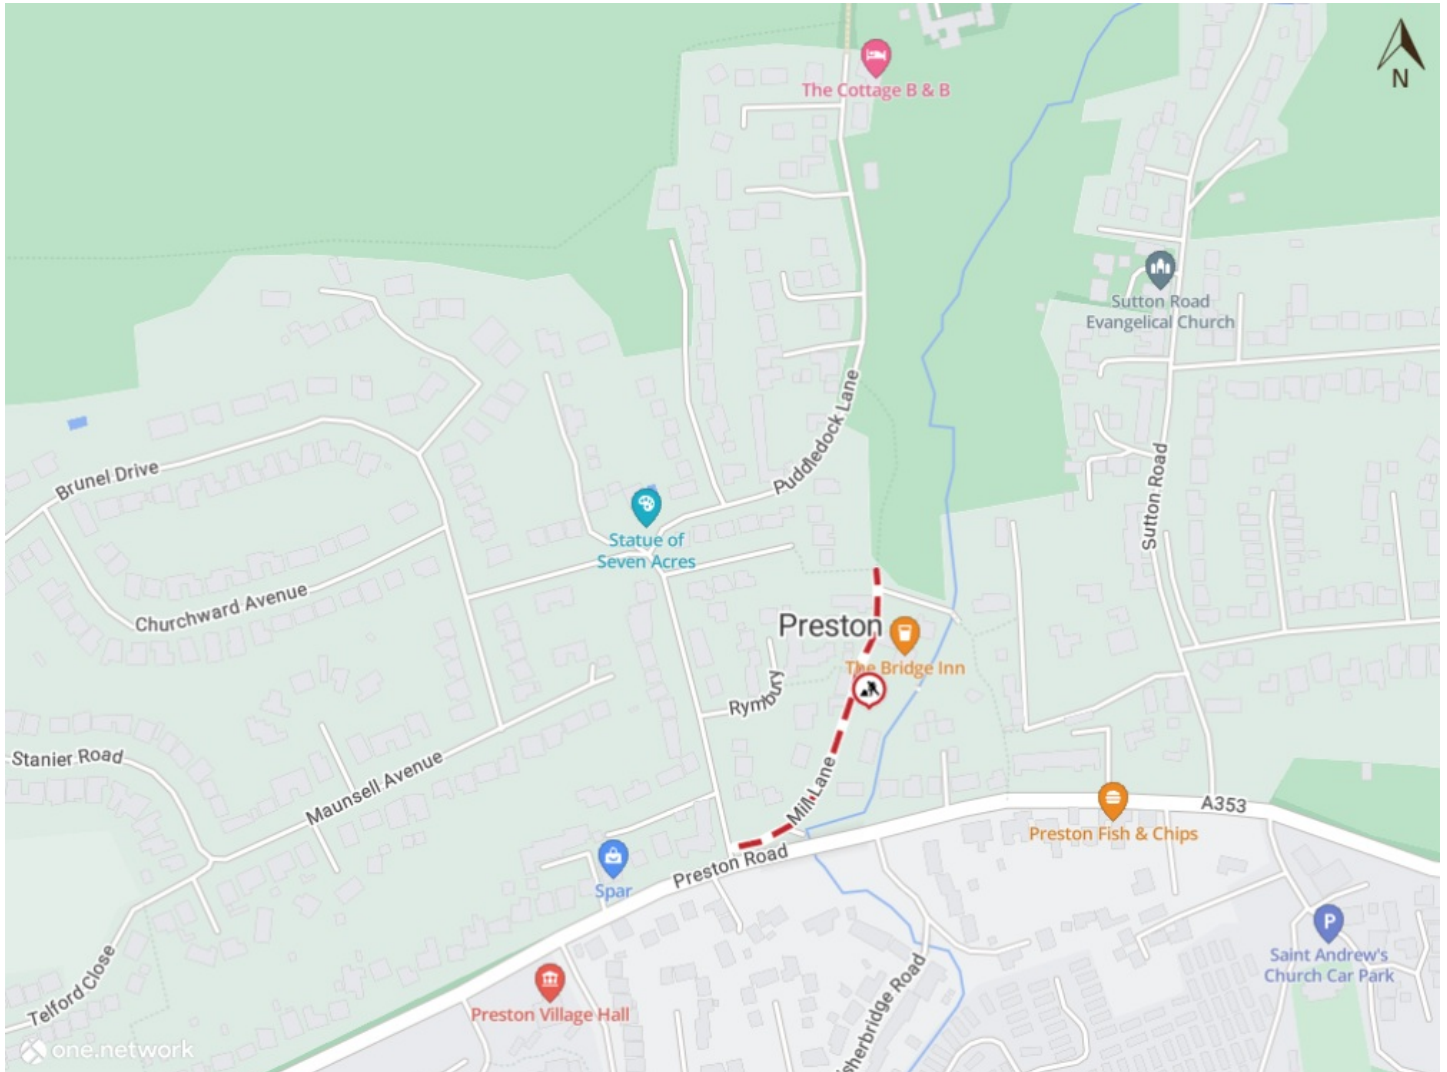 N
The Cottage B & B
Sutton Road
Evangelical Church
Puddledock Lane
Brunel Drive
Sutton Road
Statue of
Seven Acres
Churchward Avenue
Preston
The Bridge Inn
Rymbury
Stanier Road
Maunsell Avenue
Mill Lane
A353
Preston Fish & Chips
Preston Road
Spar
P
Saint Andrew's
Church Car Park
Telford Close
Preston Village Hall
sherbridge Road
one.network